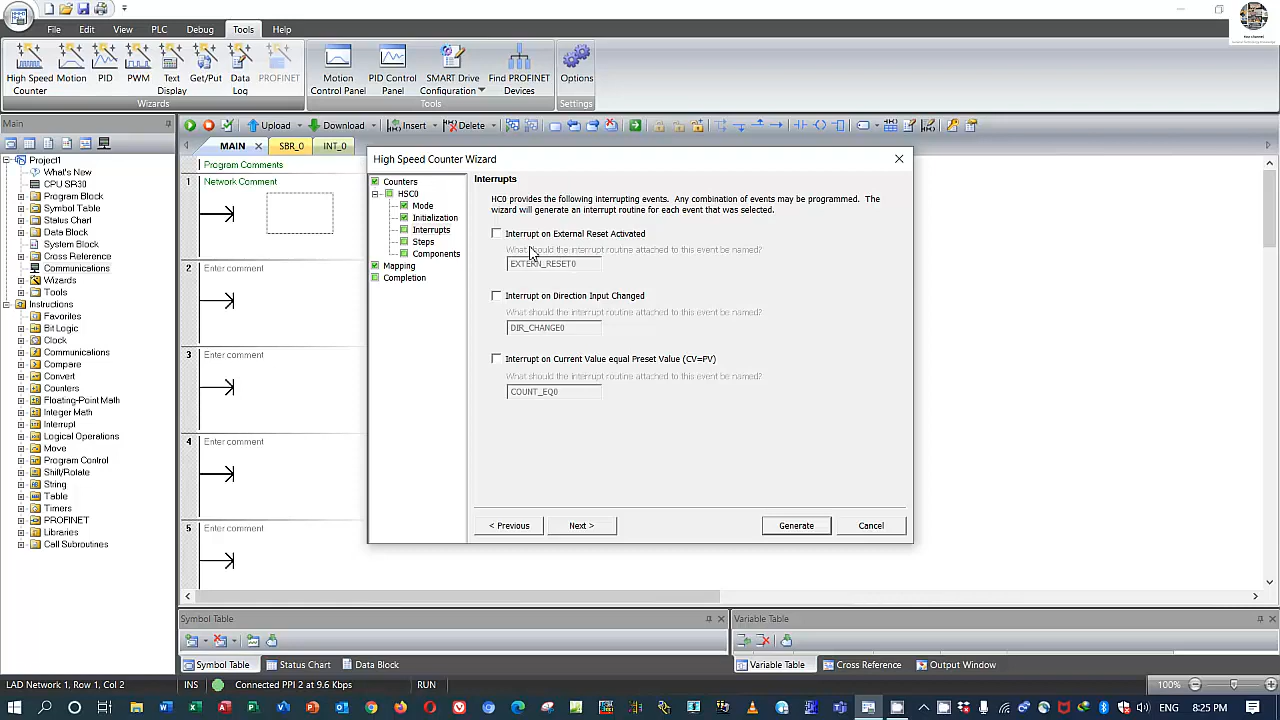 File Edit View PLC Debug Tools Help
High Speed Counter
Motion
PID
PWM
Text Display
Get/Put
Data Log
PROFINET
Wizards
Motion Control Panel
PID Control Panel
SMART Drive Configuration
Find PROFINET Devices
Tools
Options
Settings
Main
Upload Download Insert Delete
MAIN SBR_0 INT_0
Project1
What's New
CPU SR30
Program Block
Symbol Table
Status Chart
Data Block
System Block
Cross Reference
Communications
Wizards
Tools
Instructions
Favorites
Bit Logic
Clock
Communications
Compare
Convert
Counters
Floating-Point Math
Integer Math
Interrupt
Logical Operations
Move
Program Control
Shift/Rotate
String
Table
Timers
PROFINET
Libraries
Call Subroutines
Program Comments
1 Network Comment
2 Enter comment
3 Enter comment
4 Enter comment
5 Enter comment
High Speed Counter Wizard
Counters
HSC0
Mode
Initialization
Interrupts
Steps
Components
Mapping
Completion
Interrupts
HC0 provides the following interrupting events. Any combination of events may be programmed. The
wizard will generate an interrupt routine for each event that was selected.
Interrupt on External Reset Activated
What should the interrupt routine attached to this event be named?
EXTERN_RESET0
Interrupt on Direction Input Changed
What should the interrupt routine attached to this event be named?
DIR_CHANGE0
Interrupt on Current Value equal Preset Value (CV=PV)
What should the interrupt routine attached to this event be named?
COUNT_EQ0
< Previous Next > Generate Cancel
Symbol Table
Variable Table
Symbol Table Status Chart Data Block
Variable Table Cross Reference Output Window
LAD Network 1, Row 1, Col 2 INS Connected PPI 2 at 9.6 Kbps RUN 100%
ENG 8:25 PM